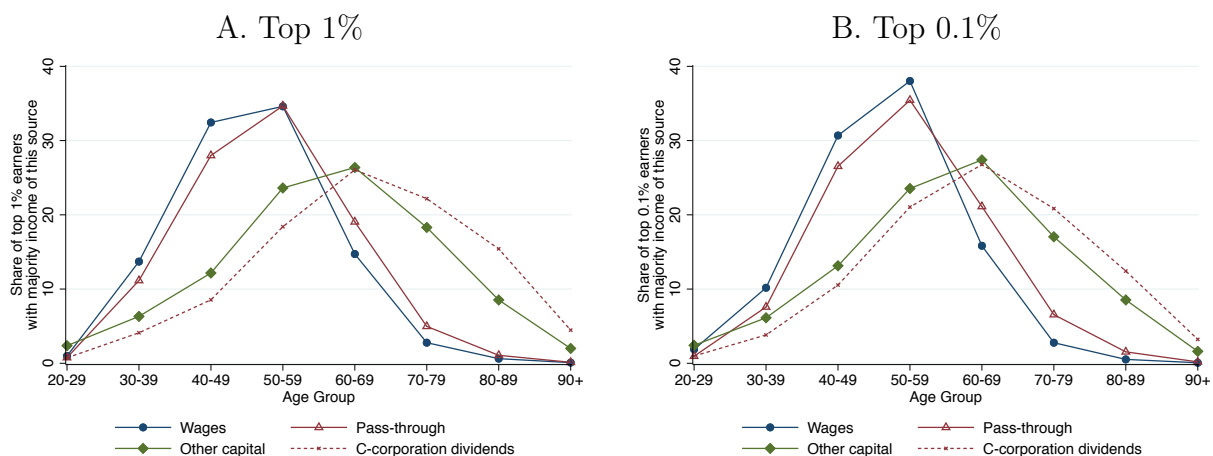 A. Top 1%
Share of top 1% earners
with majority income of this source
40
30
20
10
0
20-29 30-39 40-49 50-59 60-69 70-79 80-89 90+
Age Group
Wages Pass-through
Other capital C-corporation dividends
B. Top 0.1%
Share of top 0.1% earners
with majority income of this source
40
30
20
10
0
20-29 30-39 40-49 50-59 60-69 70-79 80-89 90+
Age Group
Wages Pass-through
Other capital C-corporation dividends